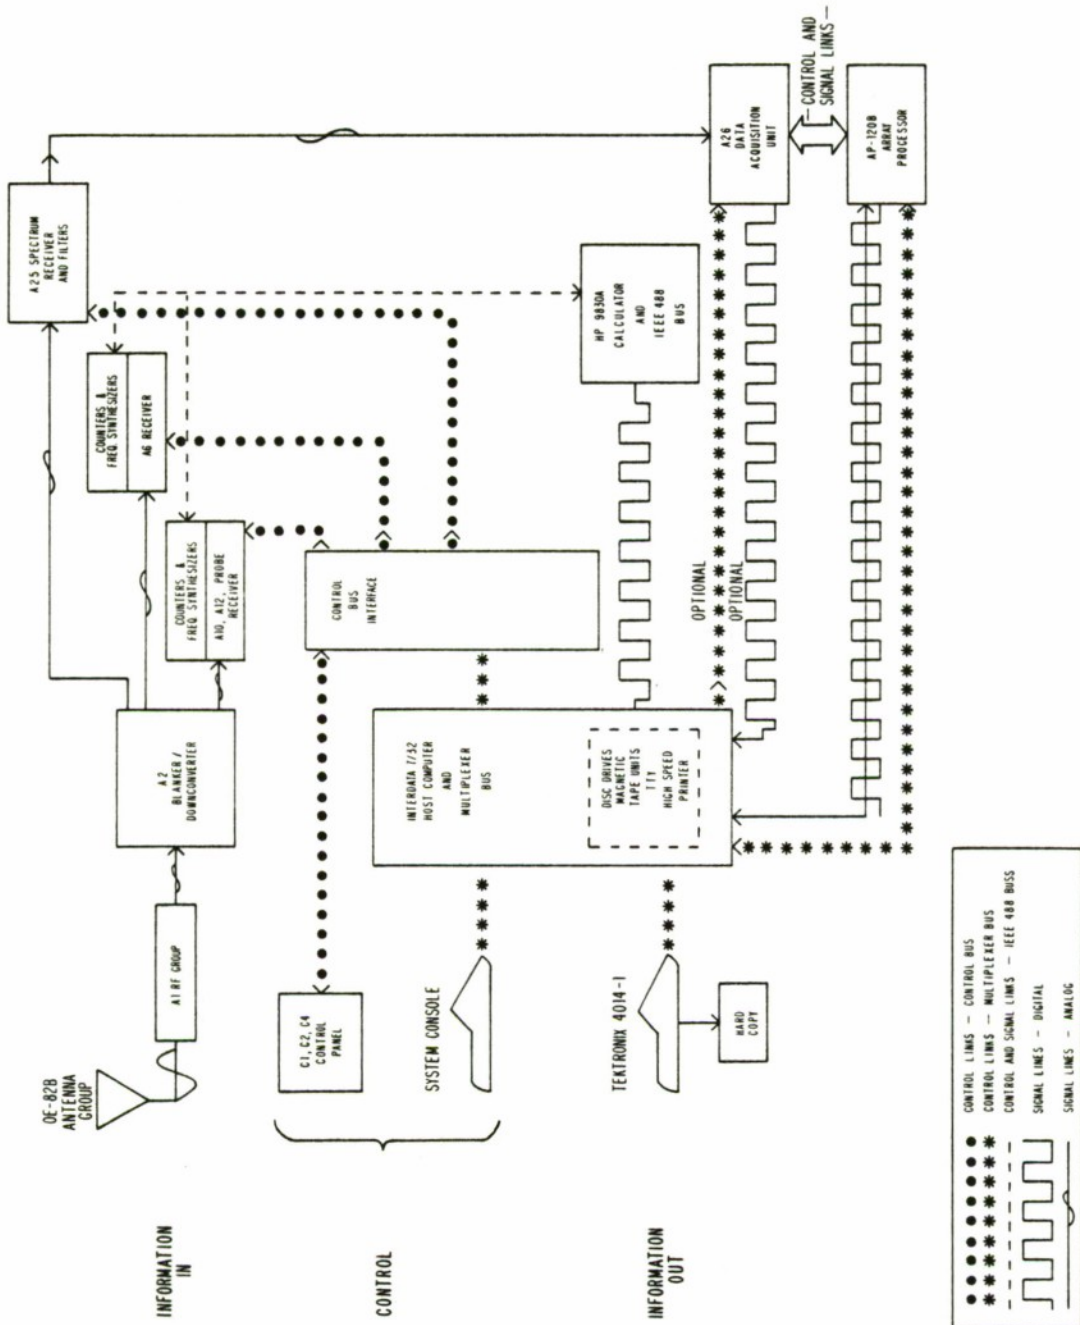 INFORMATION
IN
OE-82B
ANTENNA
GROUP
A1 RF GROUP
A2
BLANKER /
DOWNCONVERTER
COUNTERS &
FREQ. SYNTHESIZERS
A10, A12, PROBE
RECEIVER
COUNTERS &
FREQ. SYNTHESIZERS
A6 RECEIVER
A25 SPECTRUM
RECEIVER
AND FILTERS
CONTROL
C1, C2, C4
CONTROL
PANEL
SYSTEM CONSOLE
CONTROL
BUS
INTERFACE
INTERDATA 7/32
HOST COMPUTER
AND
MULTIPLEXER
BUS
DISC DRIVES
MAGNETIC
TAPE UNITS
TTY
HIGH SPEED
PRINTER
HP 9830A
CALCULATOR
AND
IEEE 488
BUS
A26
DATA
ACQUISITION
UNIT
-CONTROL AND
SIGNAL LINKS-
AP-120B
ARRAY
PROCESSOR
OPTIONAL
OPTIONAL
INFORMATION
OUT
TEKTRONIX 4014-1
HARD
COPY
CONTROL LINKS - CONTROL BUS
CONTROL LINKS - MULTIPLEXER BUS
CONTROL AND SIGNAL LINKS - IEEE 488 BUSS
SIGNAL LINES - DIGITAL
SIGNAL LINES - ANALOG